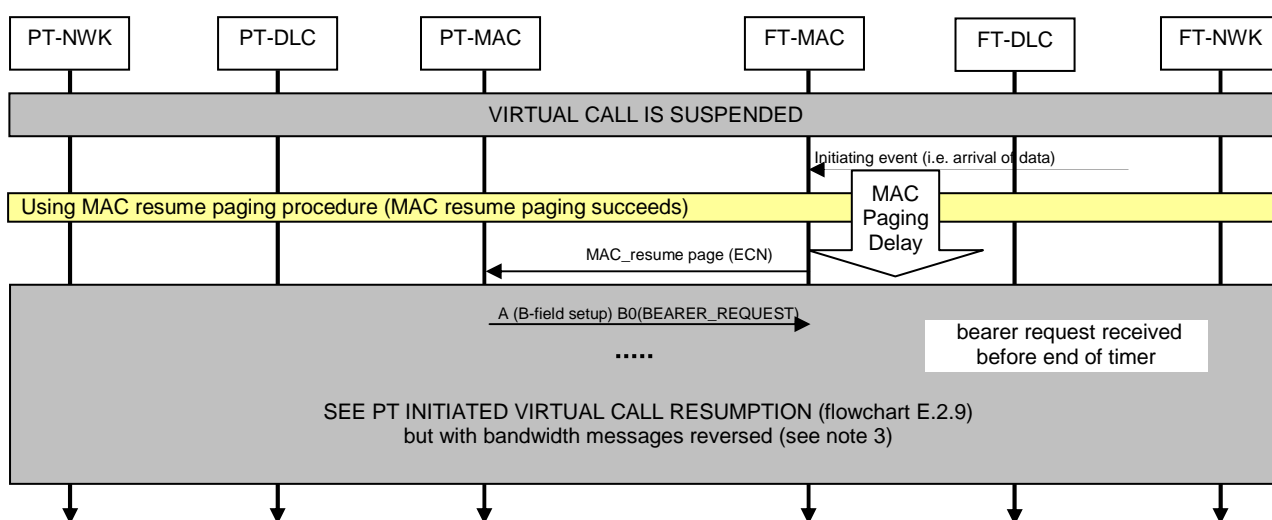 PT-NWK PT-DLC PT-MAC FT-MAC FT-DLC FT-NWK
VIRTUAL CALL IS SUSPENDED
Initiating event (i.e. arrival of data)
Using MAC resume paging procedure (MAC resume paging succeeds)
MAC
Paging
Delay
MAC_resume page (ECN)
A (B-field setup) B0(BEARER_REQUEST)
.....
bearer request received
before end of timer
SEE PT INITIATED VIRTUAL CALL RESUMPTION (flowchart E.2.9)
but with bandwidth messages reversed (see note 3)